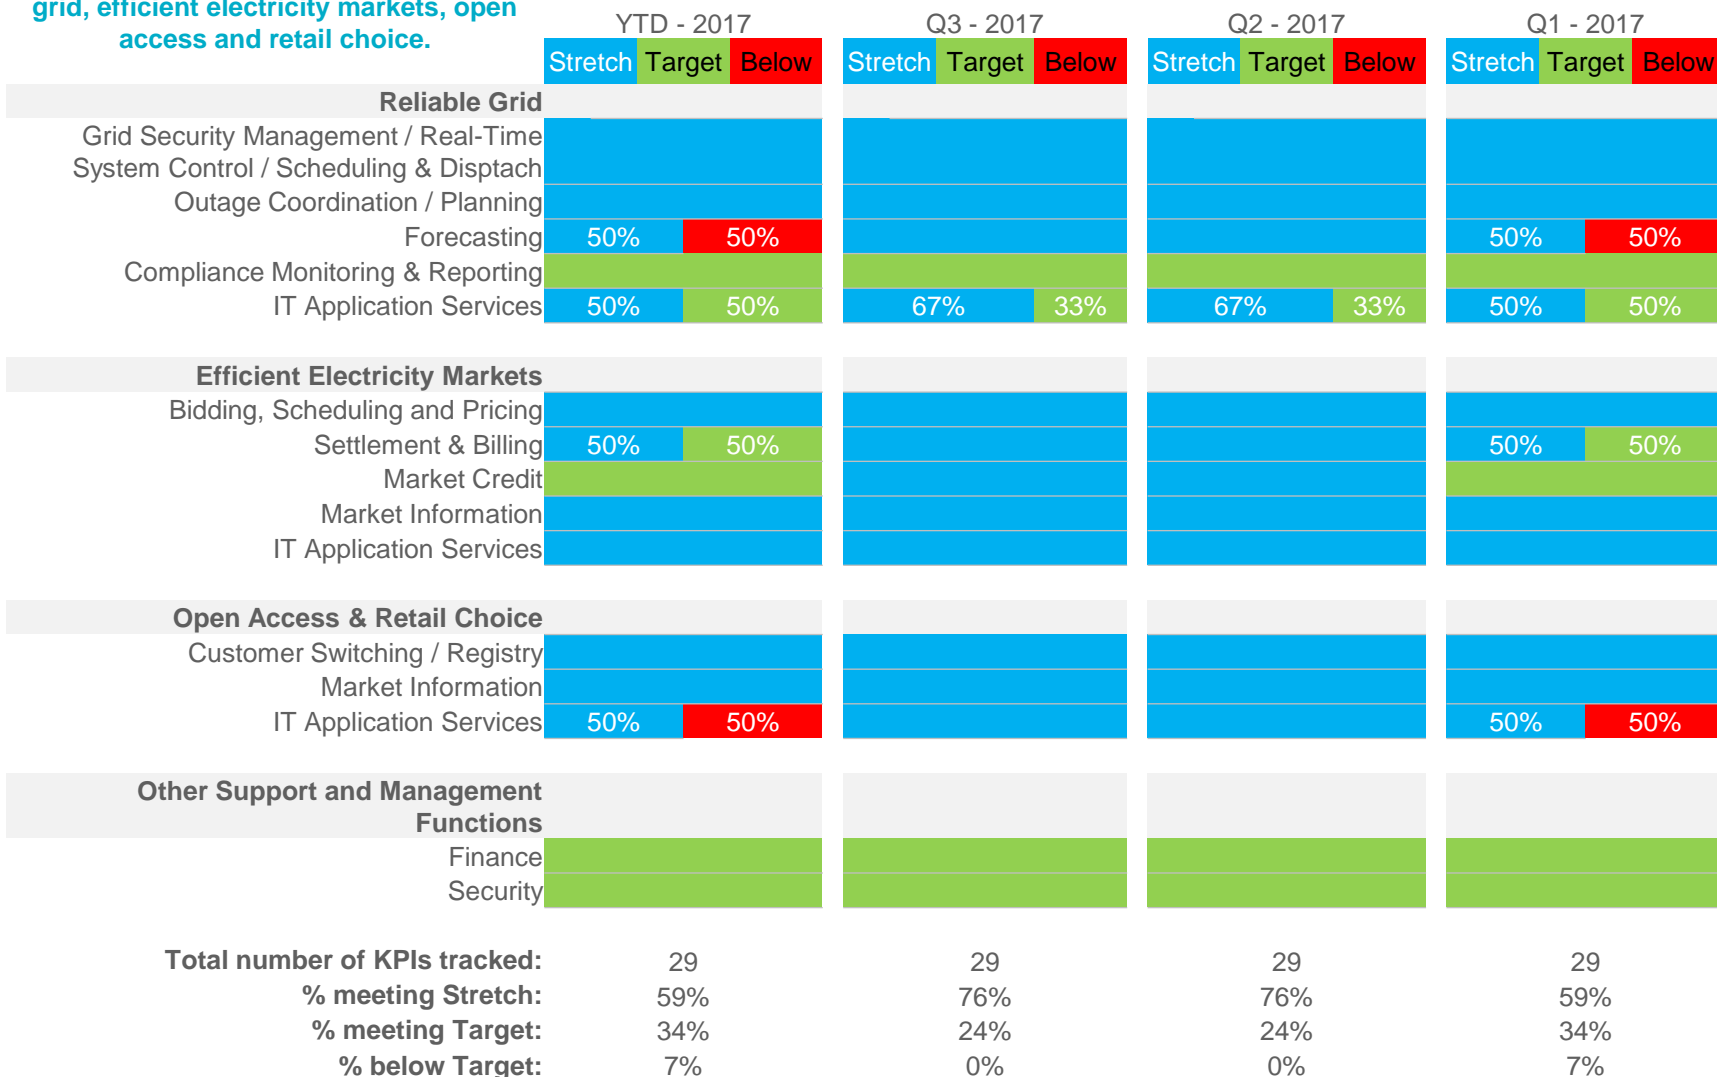 grid, efficient electricity markets, open
access and retail choice.
YTD - 2017 Q3 - 2017 Q2 - 2017 Q1 - 2017
Stretch Target Below Stretch Target Below Stretch Target Below Stretch Target Below
Reliable Grid
Grid Security Management / Real-Time
System Control / Scheduling & Disptach
Outage Coordination / Planning
Forecasting 50% 50% 50% 50%
Compliance Monitoring & Reporting
IT Application Services 50% 50% 67% 33% 67% 33% 50% 50%
Efficient Electricity Markets
Bidding, Scheduling and Pricing
Settlement & Billing 50% 50% 50% 50%
Market Credit
Market Information
IT Application Services
Open Access & Retail Choice
Customer Switching / Registry
Market Information
IT Application Services 50% 50% 50% 50%
Other Support and Management
Functions
Finance
Security
Total number of KPIs tracked: 29 29 29 29
% meeting Stretch: 59% 76% 76% 59%
% meeting Target: 34% 24% 24% 34%
% below Target: 7% 0% 0% 7%